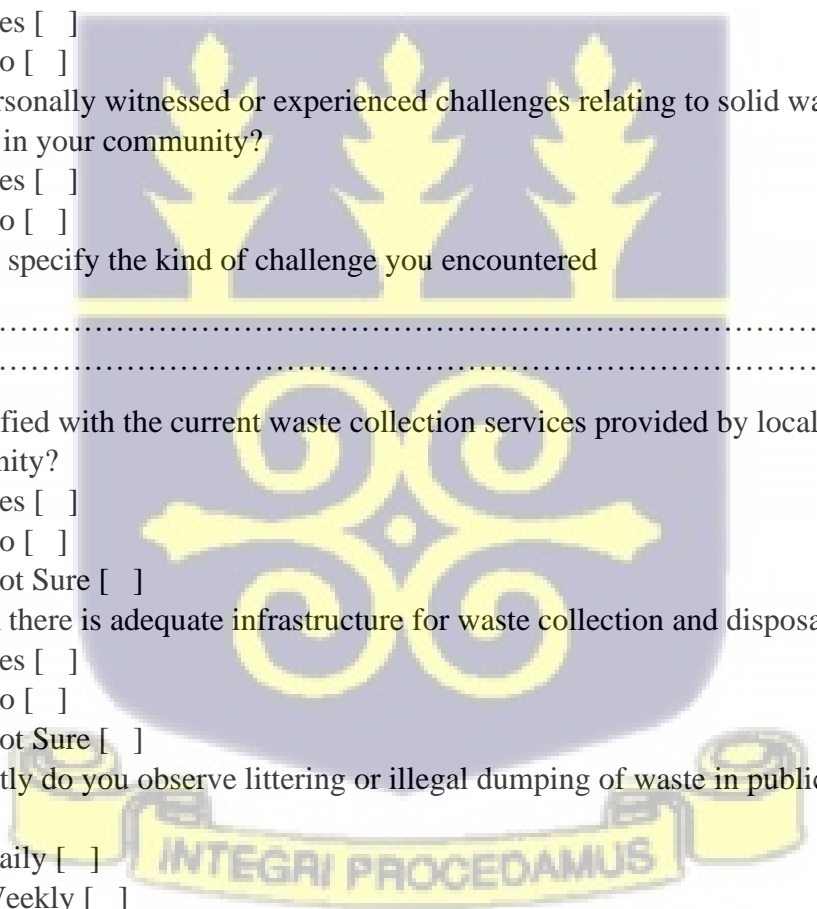 es [ ]
o [ ]
rsonally witnessed or experienced challenges relating to solid wa
in your community?
es [ ]
o [ ]
specify the kind of challenge you encountered
……………………………………………………………………………
……………………………………………………………………………
fied with the current waste collection services provided by local
nity?
es [ ]
o [ ]
ot Sure [ ]
there is adequate infrastructure for waste collection and disposa
es [ ]
o [ ]
ot Sure [ ]
tly do you observe littering or illegal dumping of waste in public
aily [ ]
INTEGRI PROCEDAMUS
Weekly [ ]